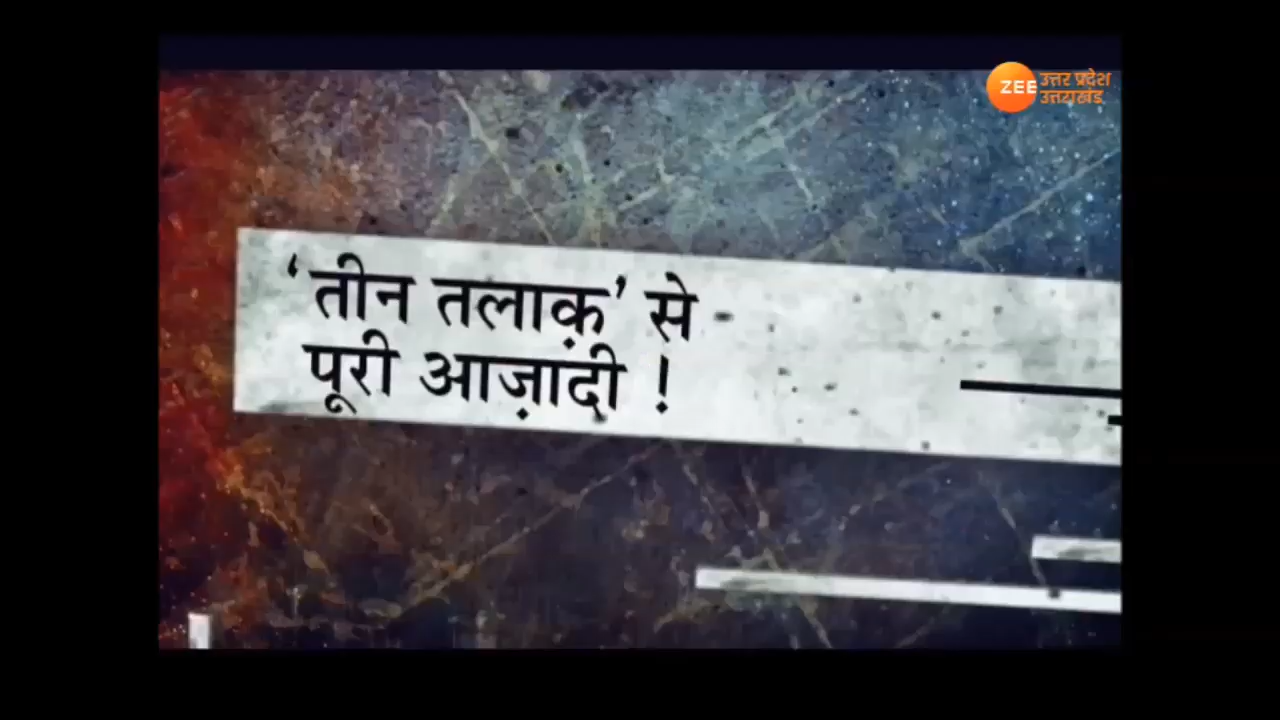 ZEE उत्तर प्रदेश
उत्तराखंड
‘तीन तलाक़’ से
पूरी आज़ादी !